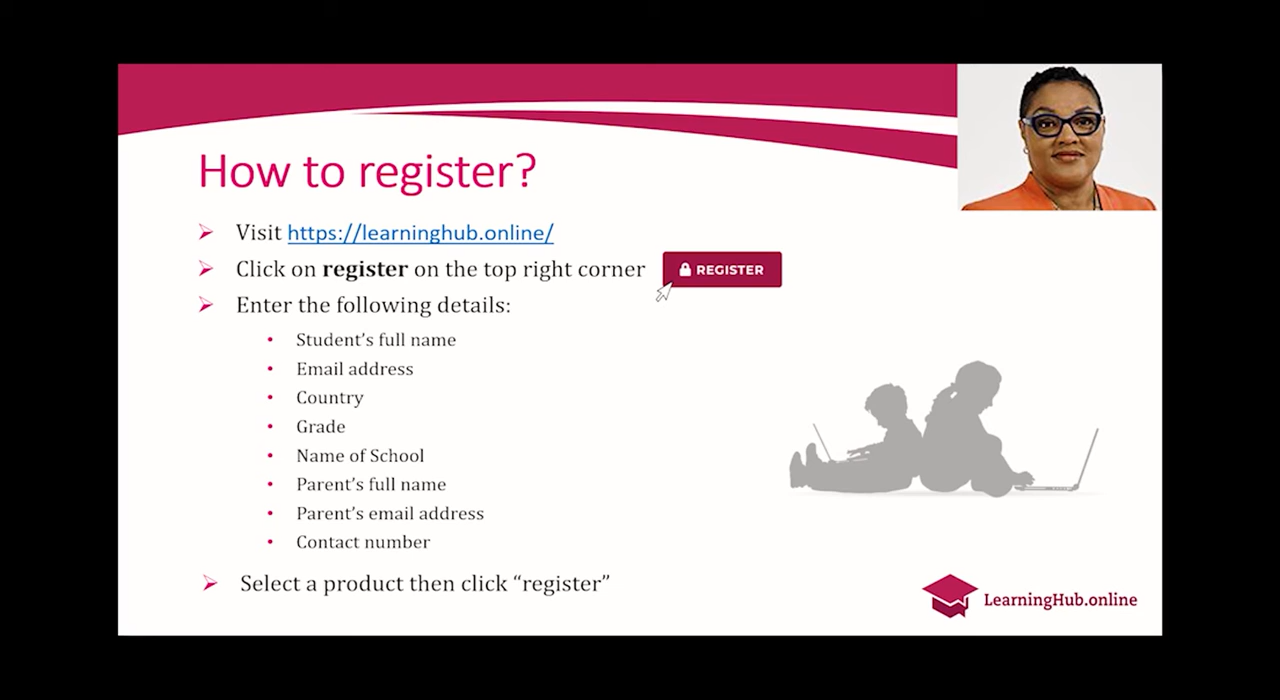 How to register?
Visit https://learninghub.online/
Click on register on the top right corner
REGISTER
Enter the following details:
Student’s full name
Email address
Country
Grade
Name of School
Parent’s full name
Parent’s email address
Contact number
Select a product then click “register”
LearningHub.online